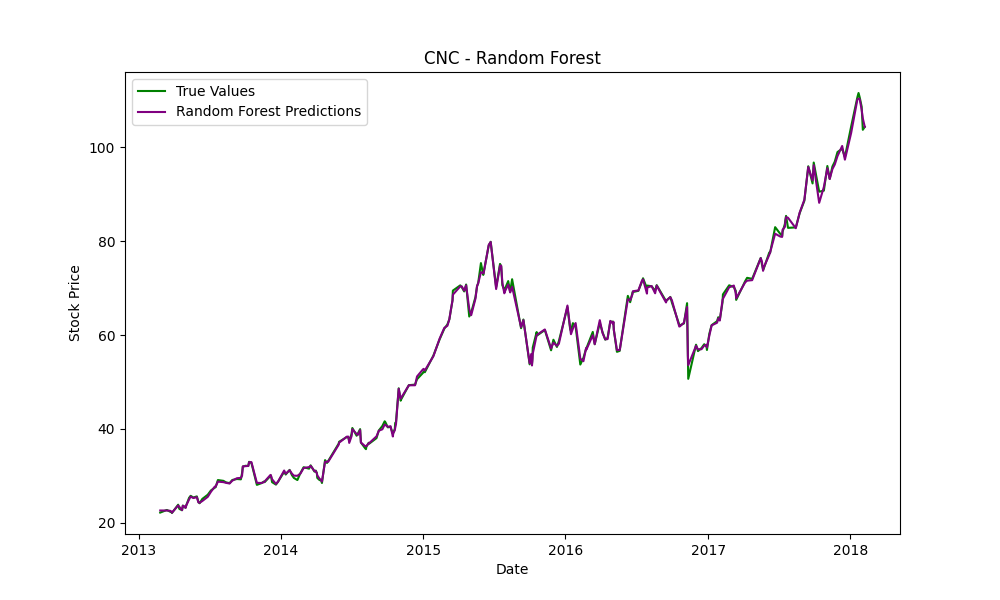 CNC - Random Forest
True Values
Random Forest Predictions
Stock Price
100
80
60
40
20
2013 2014 2015 2016 2017 2018
Date